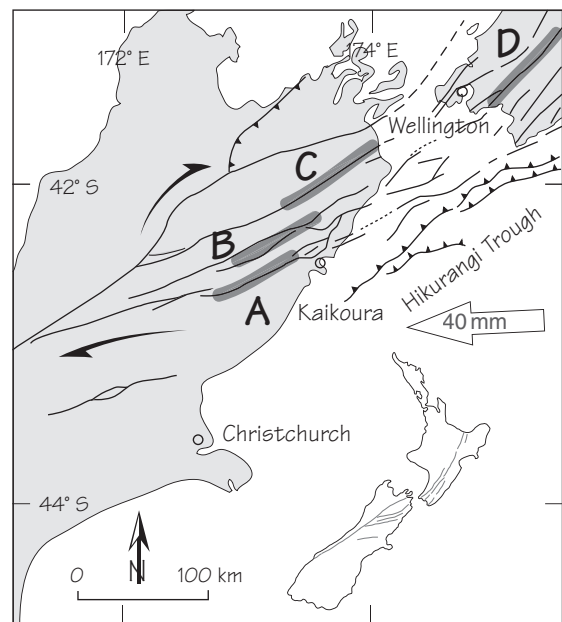 172° E
174° E
D
Wellington
C
42° S
B
Hikurangi Trough
A
Kaikoura
40 mm
Christchurch
44° S
N
0 100 km